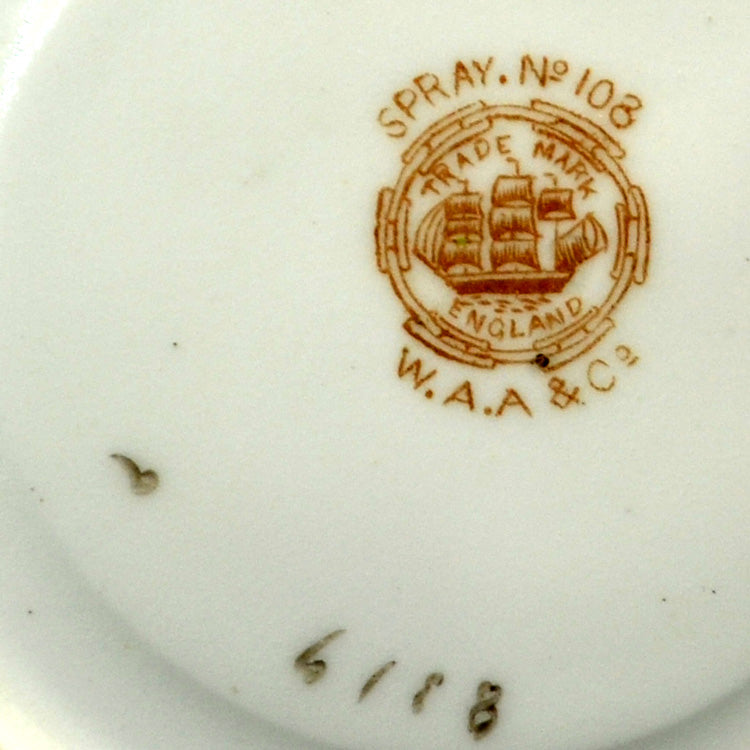 SPRAY. No 108
TRADE MARK
ENGLAND
W.A.A & Co
6188